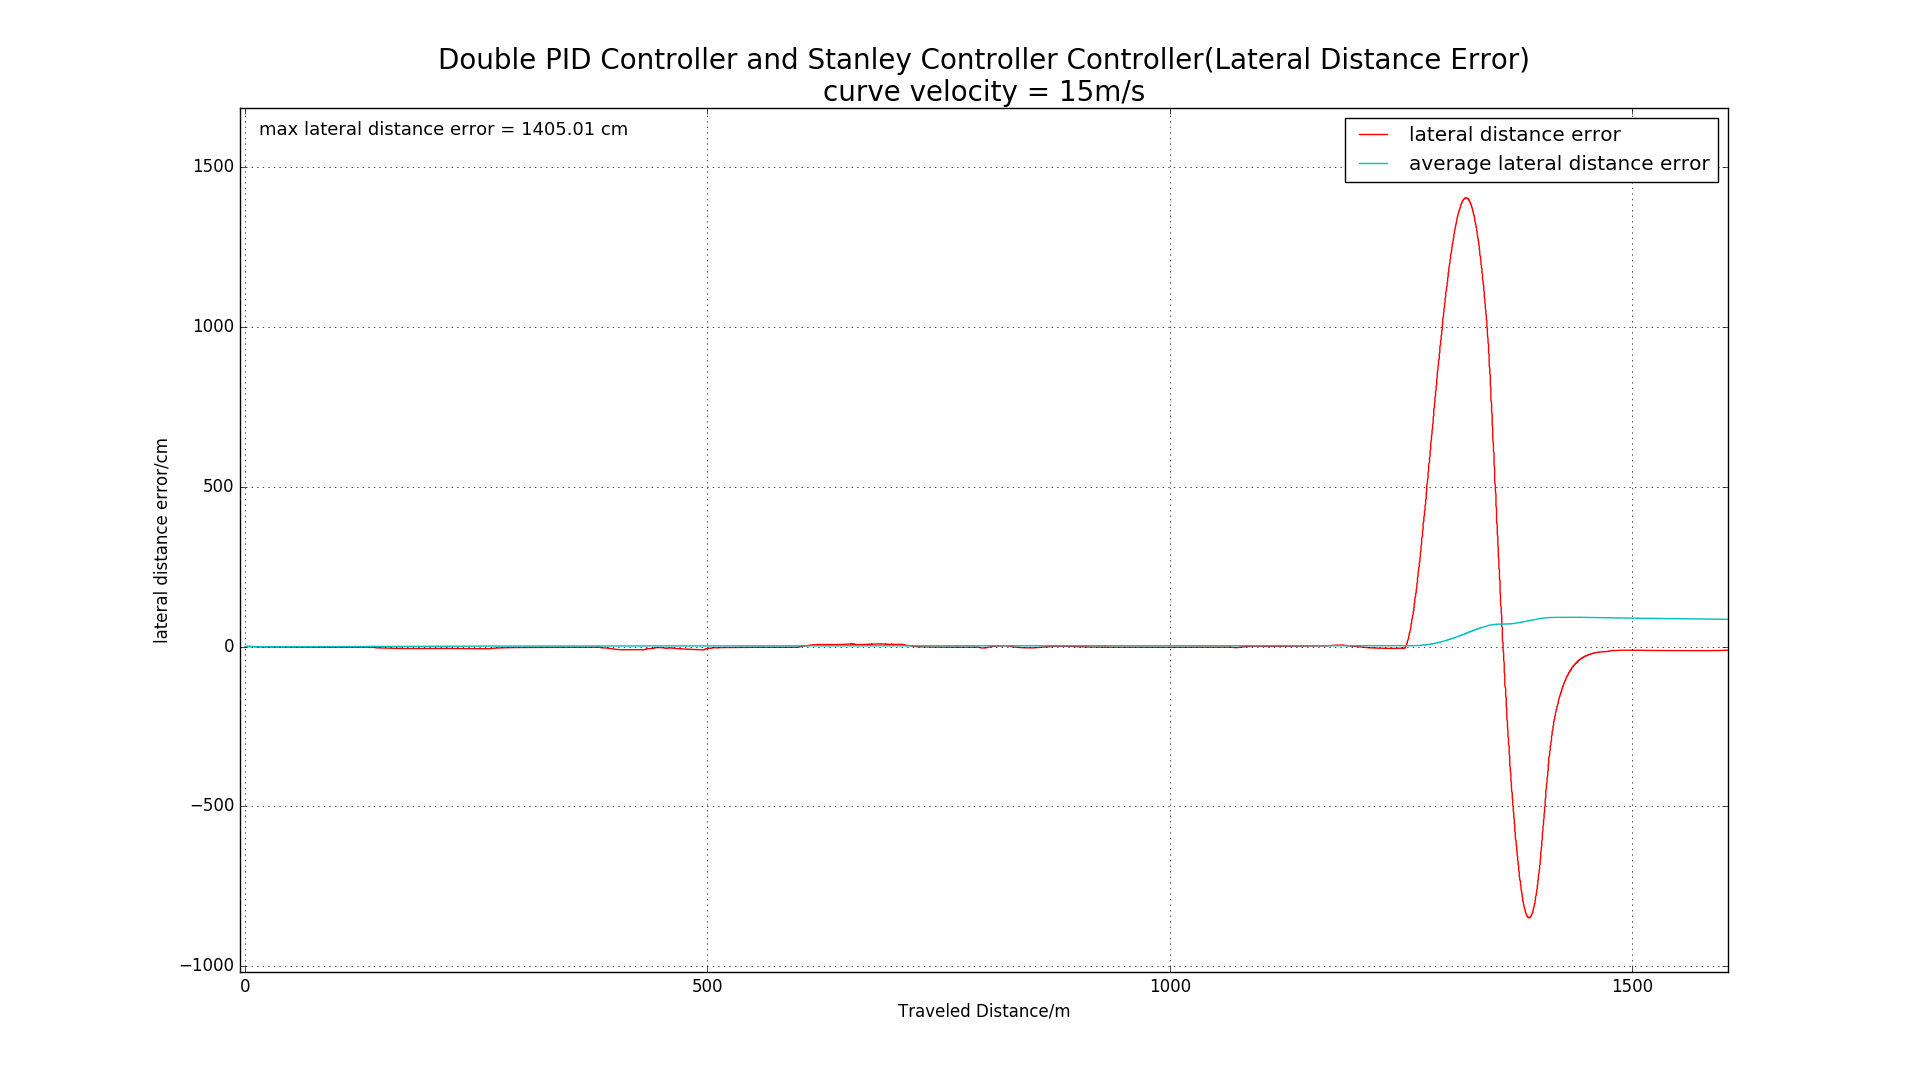 Double PID Controller and Stanley Controller Controller(Lateral Distance Error)
curve velocity = 15m/s
max lateral distance error = 1405.01 cm
lateral distance error
average lateral distance error
1500
1000
500
0
−500
−1000
lateral distance error/cm
0 500 1000 1500
Traveled Distance/m